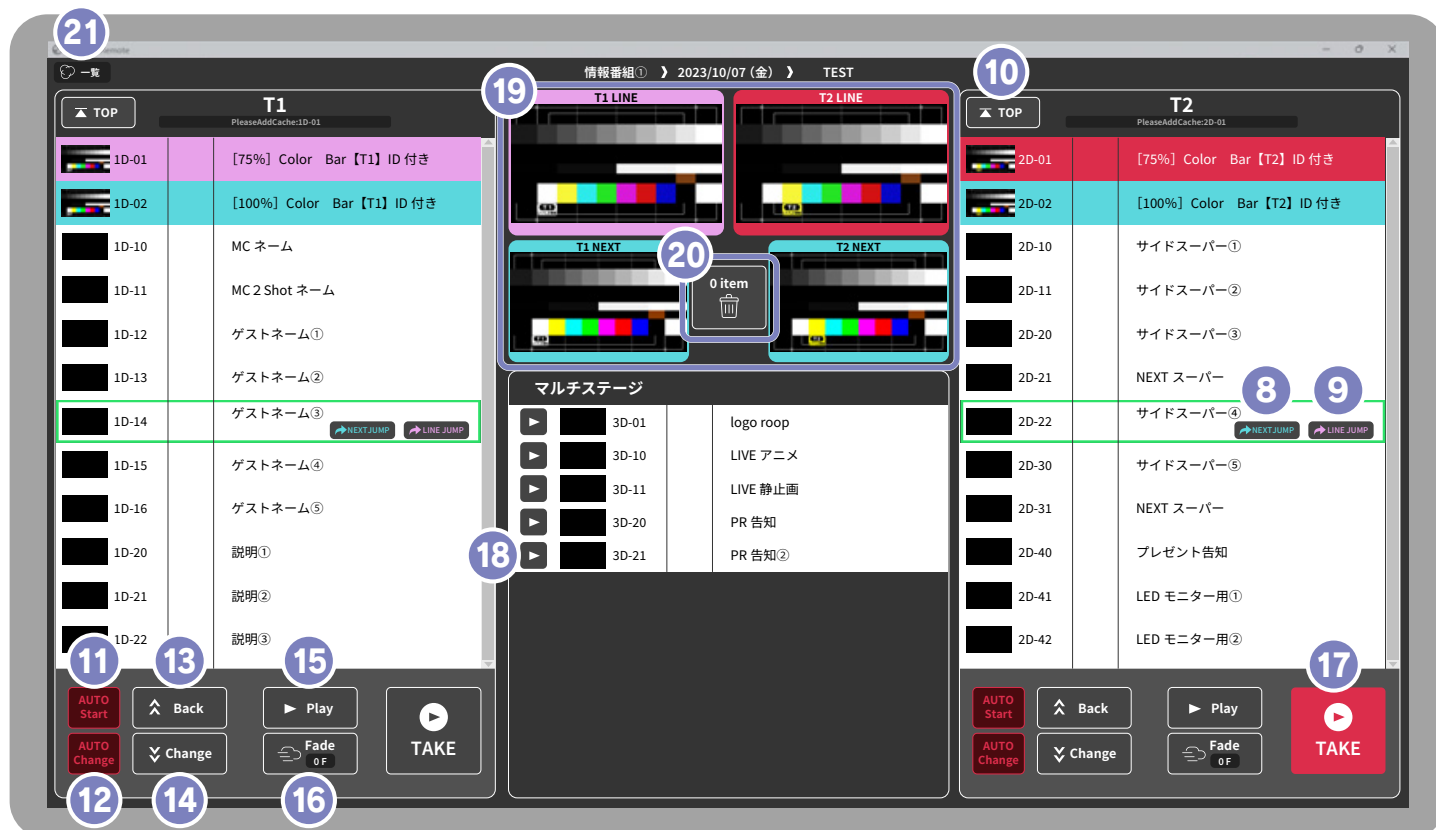 21
一覧
情報番組① 》 2023/10/07（金） 》 TEST
TOP
T1
PleaseAddCache:1D-01
1D-01 ［75%］Color Bar【T1】ID 付き
1D-02 ［100%］Color Bar【T1】ID 付き
1D-10 MC ネーム
1D-11 MC 2 Shot ネーム
1D-12 ゲストネーム①
1D-13 ゲストネーム②
1D-14 ゲストネーム③
NEXT JUMP LINE JUMP
1D-15 ゲストネーム④
1D-16 ゲストネーム⑤
1D-20 説明①
1D-21 説明②
1D-22 説明③
11
13
15
AUTO Start
Back
Play
TAKE
AUTO Change
Change
Fade
0 F
12
14
16
19
T1 LINE
T2 LINE
T1 NEXT
20
T2 NEXT
0 item
マルチステージ
3D-01 logo roop
3D-10 LIVE アニメ
3D-11 LIVE 静止画
3D-20 PR 告知
18
3D-21 PR 告知②
10
TOP
T2
PleaseAddCache:2D-01
2D-01 ［75%］Color Bar【T2】ID 付き
2D-02 ［100%］Color Bar【T2】ID 付き
2D-10 サイドスーパー①
2D-11 サイドスーパー②
2D-20 サイドスーパー③
2D-21 NEXT スーパー
8
9
2D-22 サイドスーパー④
NEXT JUMP LINE JUMP
2D-30 サイドスーパー⑤
2D-31 NEXT スーパー
2D-40 プレゼント告知
2D-41 LED モニター用①
2D-42 LED モニター用②
17
AUTO Start
Back
Play
TAKE
AUTO Change
Change
Fade
0 F